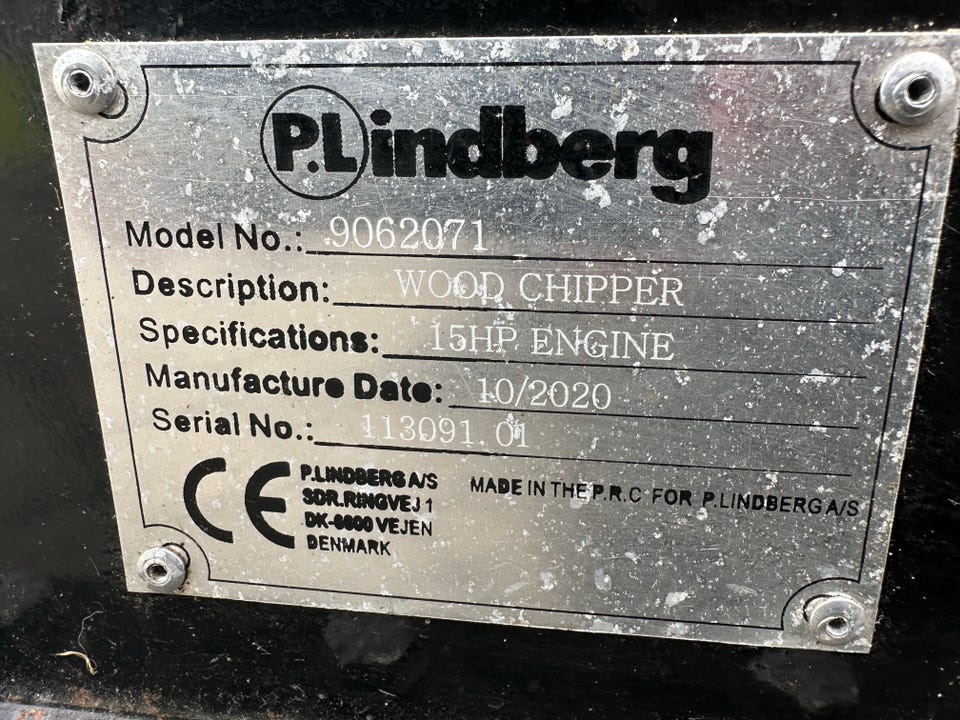 P.Lindberg
Model No.: 9062071
Description: WOOD CHIPPER
Specifications: 15HP ENGINE
Manufacture Date: 10/2020
Serial No.: 113091.01
CE
P.LINDBERG A/S
SDR.RINGVEJ 1
DK-6600 VEJEN
DENMARK
MADE IN THE P.R.C FOR P.LINDBERG A/S